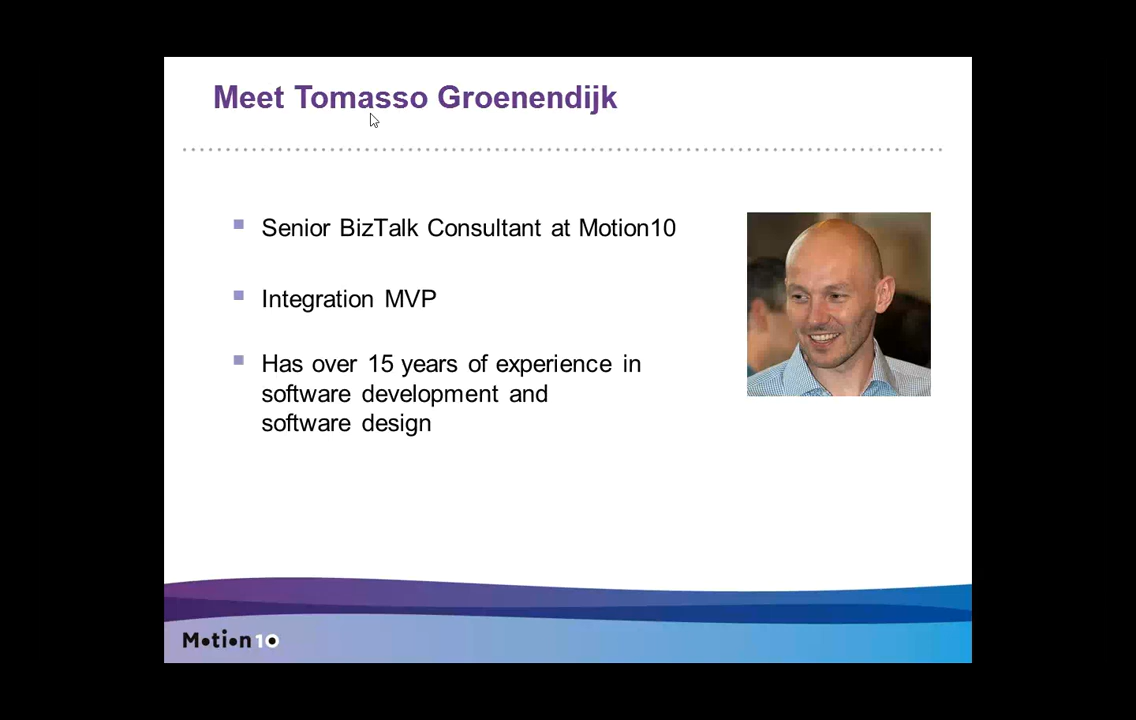 Meet Tomasso Groenendijk
Senior BizTalk Consultant at Motion10
Integration MVP
Has over 15 years of experience in
software development and
software design
Motion10